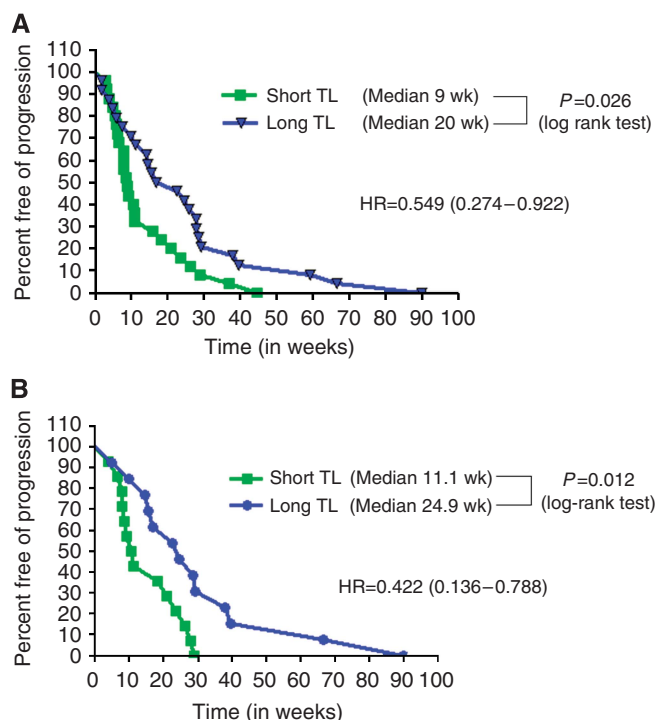 A
110
100
90
80
70
60
50
40
30
20
10
0
Percent free of progression
Short TL (Median 9 wk)
Long TL (Median 20 wk)
P=0.026
(log rank test)
HR=0.549 (0.274–0.922)
0 10 20 30 40 50 60 70 80 90 100
Time (in weeks)
B
110
100
90
80
70
60
50
40
30
20
10
0
Percent free of progression
Short TL (Median 11.1 wk)
Long TL (Median 24.9 wk)
P=0.012
(log-rank test)
HR=0.422 (0.136–0.788)
0 10 20 30 40 50 60 70 80 90 100
Time (in weeks)